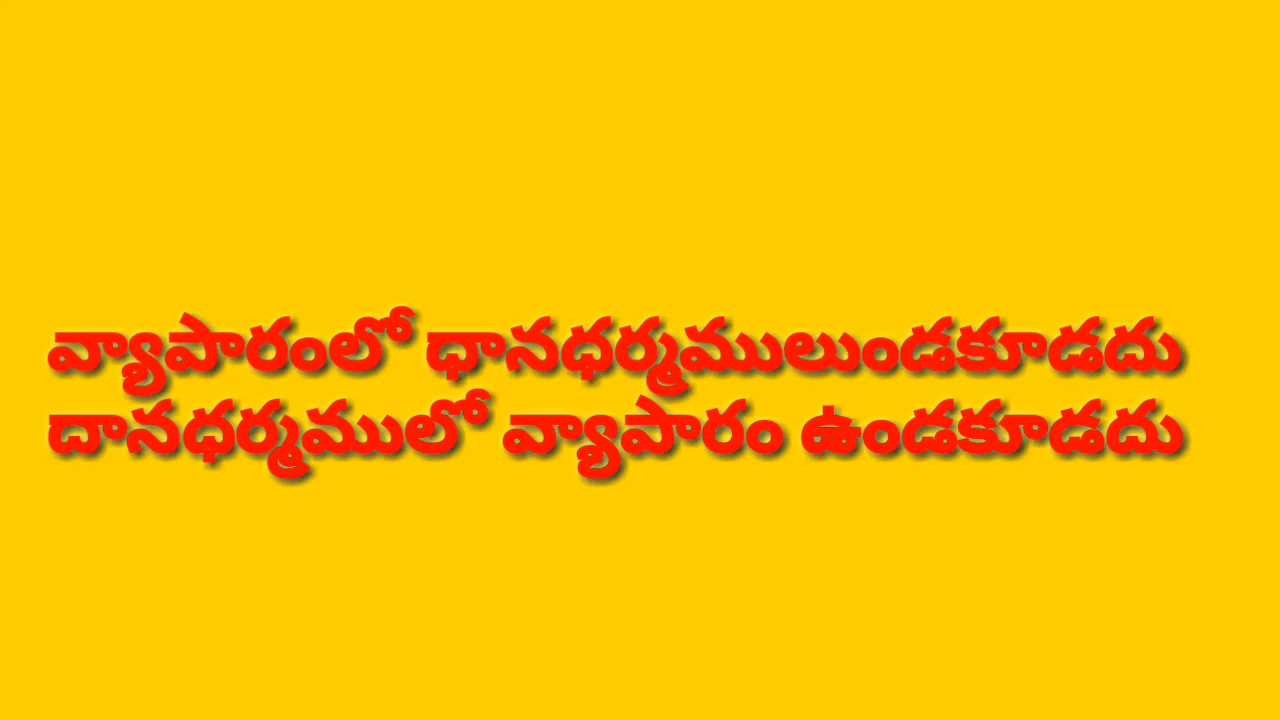 వ్యాపారంలో ధానధర్మములుండకూడదు
దానధర్మములో వ్యాపారం ఉండకూడదు